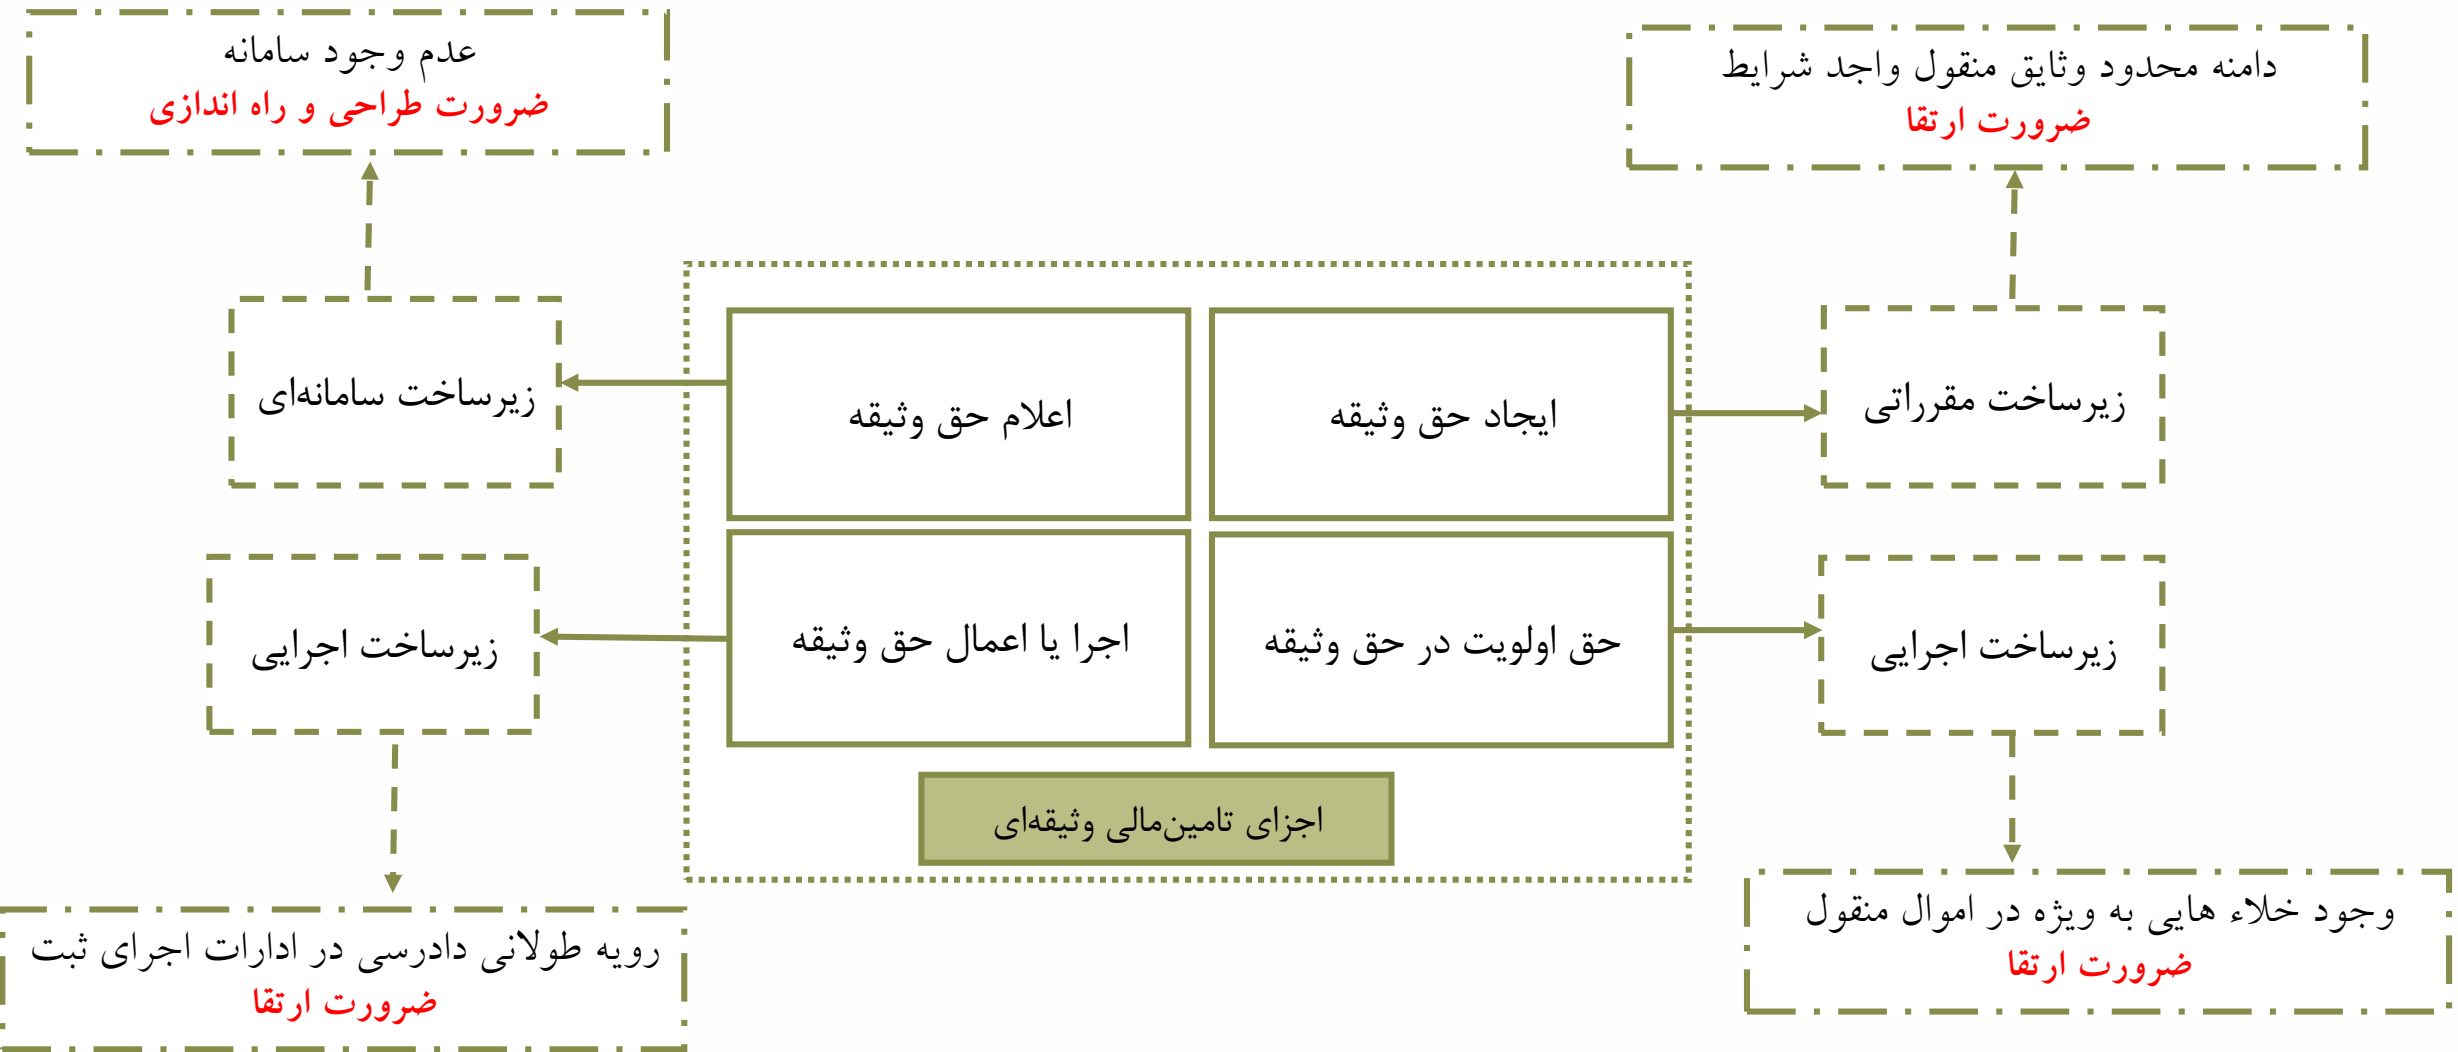 دامنه محدود وثایق منقول واجد شرایط
ضرورت ارتقا
عدم وجود سامانه
ضرورت طراحی و راه اندازی
زیرساخت مقرراتی
ایجاد حق وثیقه
اعلام حق وثیقه
زیرساخت سامانه‌ای
زیرساخت اجرایی
حق اولویت در حق وثیقه
اجرا یا اعمال حق وثیقه
زیرساخت اجرایی
اجزای تامین‌مالی وثیقه‌ای
وجود خلاء هایی به ویژه در اموال منقول
ضرورت ارتقا
رویه طولانی دادرسی در ادارات اجرای ثبت
ضرورت ارتقا